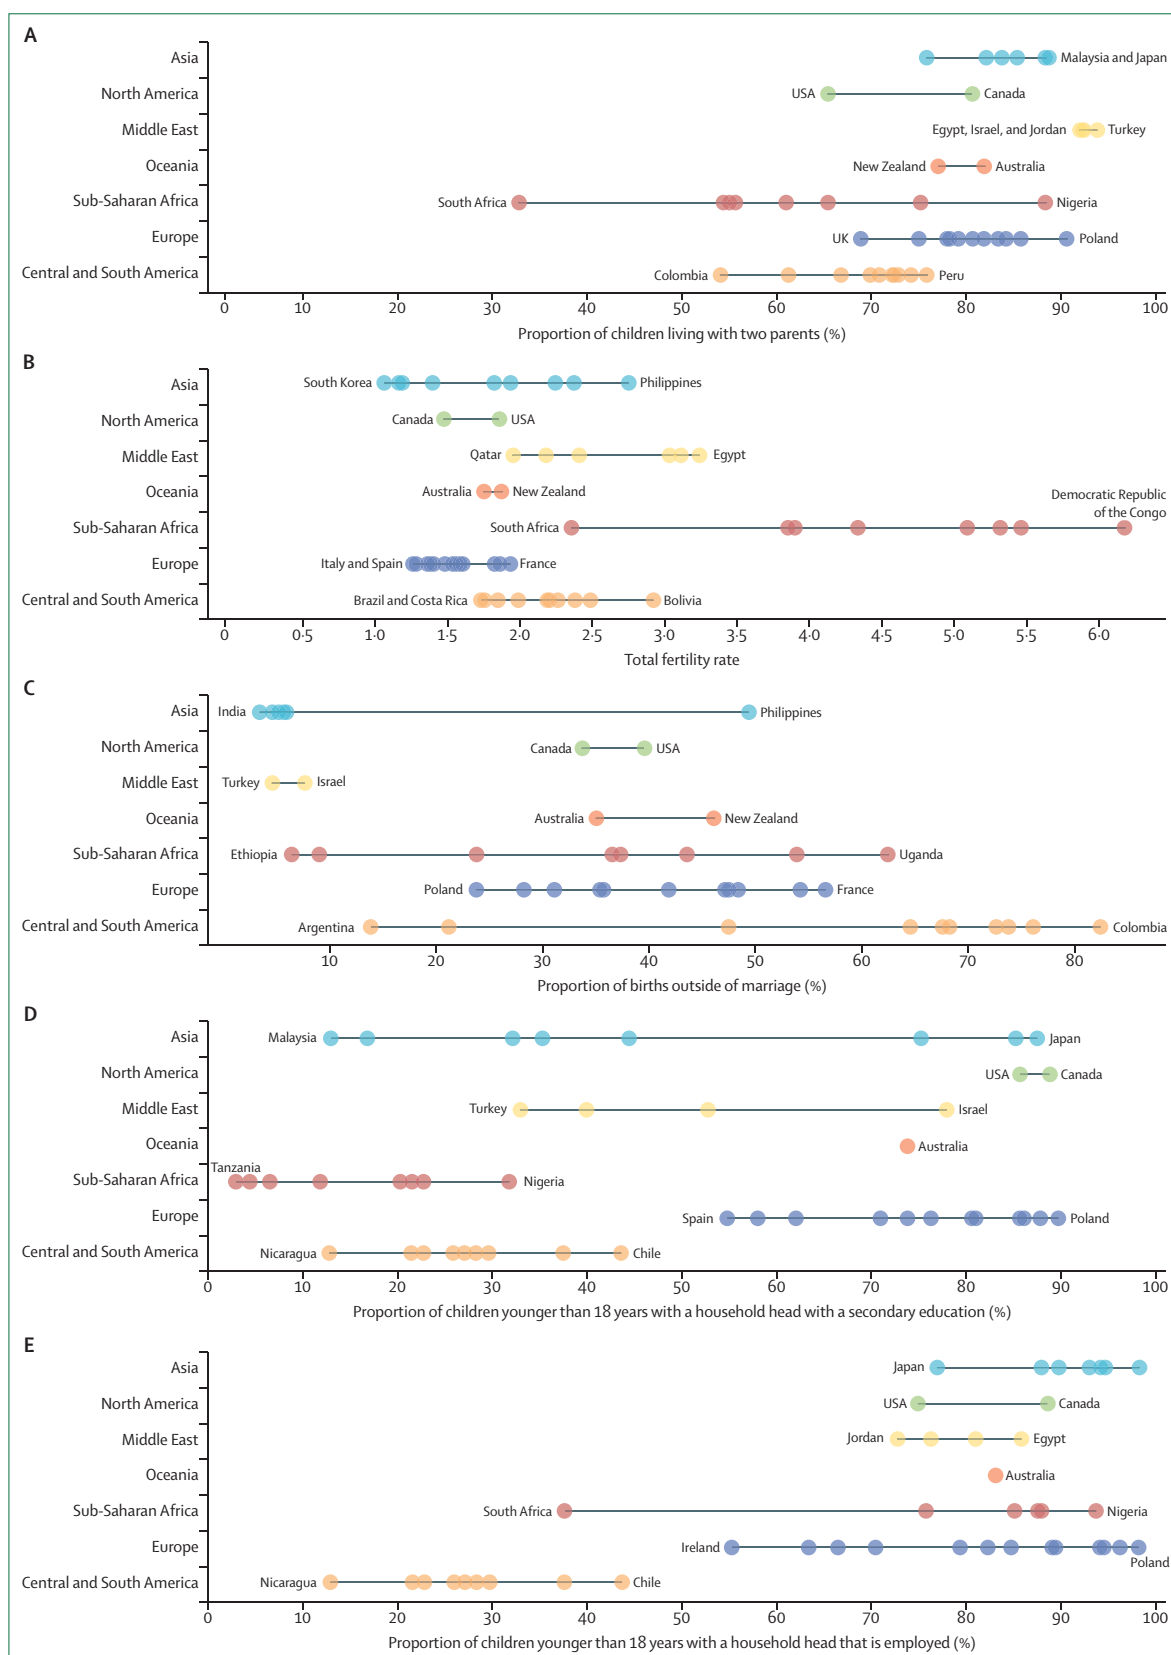 A
Asia
Malaysia and Japan
North America
USA
Canada
Middle East
Egypt, Israel, and Jordan
Turkey
Oceania
New Zealand
Australia
Sub-Saharan Africa
South Africa
Nigeria
Europe
UK
Poland
Central and South America
Colombia
Peru
0 10 20 30 40 50 60 70 80 90 100
Proportion of children living with two parents (%)
B
Asia
South Korea
Philippines
North America
Canada
USA
Middle East
Qatar
Egypt
Oceania
Australia
New Zealand
Democratic Republic
of the Congo
Sub-Saharan Africa
South Africa
Europe
Italy and Spain
France
Central and South America
Brazil and Costa Rica
Bolivia
0 0·5 1·0 1·5 2·0 2·5 3·0 3·5 4·0 4·5 5·0 5·5 6·0
Total fertility rate
C
Asia
India
Philippines
North America
Canada
USA
Middle East
Turkey
Israel
Oceania
Australia
New Zealand
Sub-Saharan Africa
Ethiopia
Uganda
Europe
Poland
France
Central and South America
Argentina
Colombia
10 20 30 40 50 60 70 80
Proportion of births outside of marriage (%)
D
Asia
Malaysia
Japan
North America
USA
Canada
Middle East
Turkey
Israel
Oceania
Australia
Sub-Saharan Africa
Tanzania
Nigeria
Europe
Spain
Poland
Central and South America
Nicaragua
Chile
0 10 20 30 40 50 60 70 80 90 100
Proportion of children younger than 18 years with a household head with a secondary education (%)
E
Asia
Japan
North America
USA
Canada
Middle East
Jordan
Egypt
Oceania
Australia
Sub-Saharan Africa
South Africa
Nigeria
Europe
Ireland
Poland
Central and South America
Nicaragua
Chile
0 10 20 30 40 50 60 70 80 90 100
Proportion of children younger than 18 years with a household head that is employed (%)